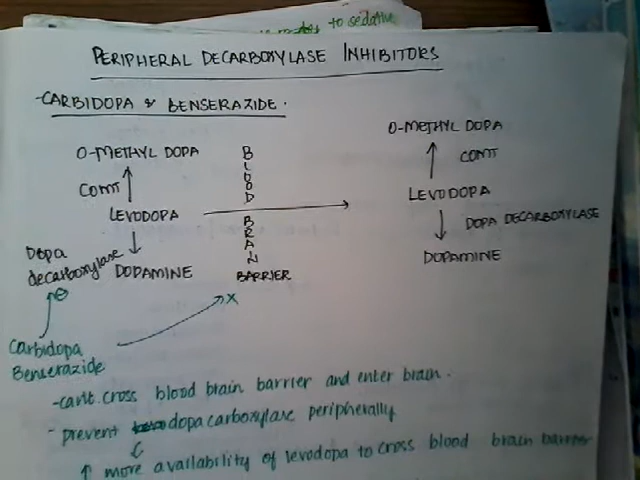 to sedative
PERIPHERAL DECARBOXYLASE INHIBITORS
-CARBIDOPA & BENSERAZIDE.
O-METHYL DOPA
COMT
LEVODOPA
Dopa
decarboxylase
DOPAMINE
BLOOD
BRAIN
BARRIER
O-METHYL DOPA
COMT
LEVODOPA
DOPA DECARBOXYLASE
DOPAMINE
⊖
X
Carbidopa
Benserazide
-can't cross blood brain barrier and enter brain.
- prevent dopa carboxylase peripherally
↑ more availability of levodopa to cross blood brain barrier